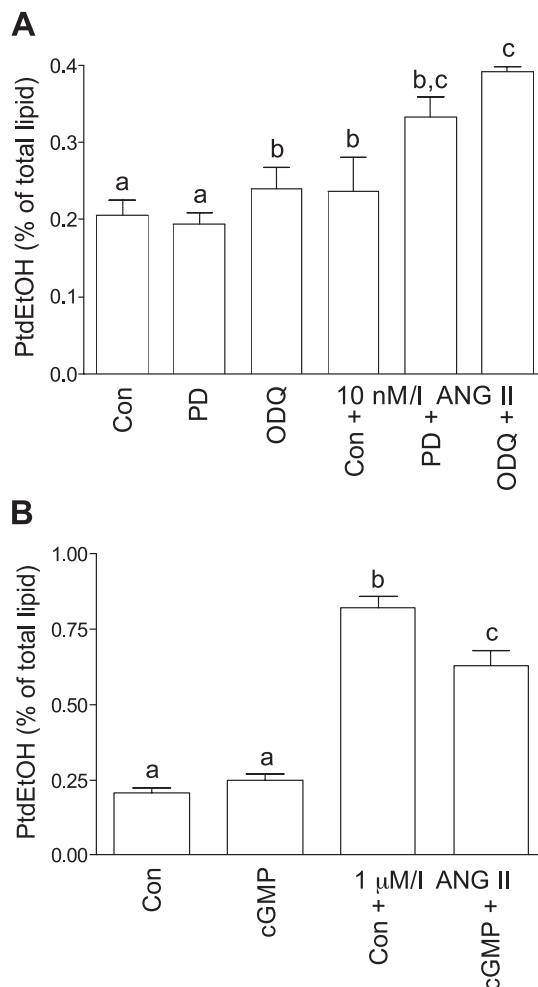 A
PtdEtOH (% of total lipid)
0.4
0.3
0.2
0.1
0.0
a
a
b
b
b,c
c
Con
PD
ODQ
10 nM/l ANG II
Con +
PD +
ODQ +
B
PtdEtOH (% of total lipid)
1.00
0.75
0.50
0.25
0.00
a
a
b
c
Con
cGMP
1 µM/l ANG II
Con +
cGMP +